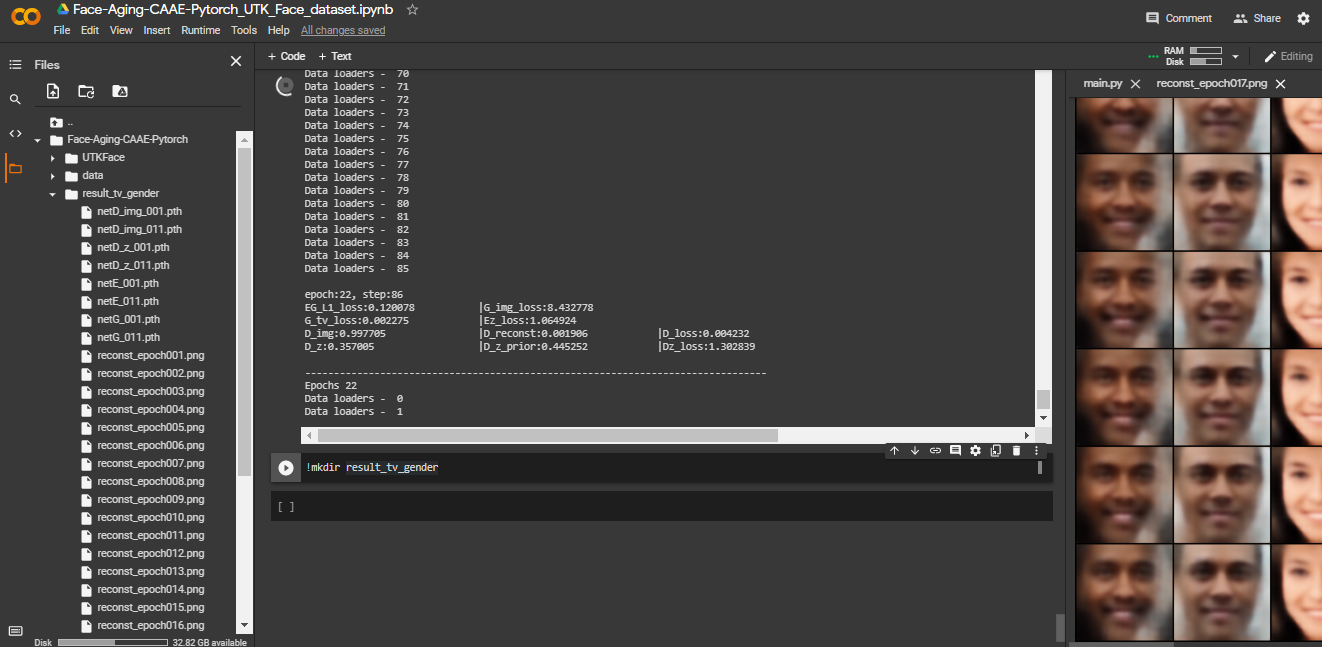 Face-Aging-CAAE-Pytorch_UTK_Face_dataset.ipynb
File Edit View Insert Runtime Tools Help All changes saved
Comment
Share
Files
+ Code + Text
RAM
Disk
Editing
..
Face-Aging-CAAE-Pytorch
UTKFace
data
result_tv_gender
netD_img_001.pth
netD_img_011.pth
netD_z_001.pth
netD_z_011.pth
netE_001.pth
netE_011.pth
netG_001.pth
netG_011.pth
reconst_epoch001.png
reconst_epoch002.png
reconst_epoch003.png
reconst_epoch004.png
reconst_epoch005.png
reconst_epoch006.png
reconst_epoch007.png
reconst_epoch008.png
reconst_epoch009.png
reconst_epoch010.png
reconst_epoch011.png
reconst_epoch012.png
reconst_epoch013.png
reconst_epoch014.png
reconst_epoch015.png
reconst_epoch016.png
Disk 32.82 GB available
Data loaders - 70
Data loaders - 71
Data loaders - 72
Data loaders - 73
Data loaders - 74
Data loaders - 75
Data loaders - 76
Data loaders - 77
Data loaders - 78
Data loaders - 79
Data loaders - 80
Data loaders - 81
Data loaders - 82
Data loaders - 83
Data loaders - 84
Data loaders - 85
epoch:22, step:86
EG_L1_loss:0.120078 |G_img_loss:8.432778
G_tv_loss:0.002275 |Ez_loss:1.064924
D_img:0.997705 |D_reconst:0.001906 |D_loss:0.004232
D_z:0.357005 |D_z_prior:0.445252 |Dz_loss:1.302839
--------------------------------------------------------------------------------
Epochs 22
Data loaders - 0
Data loaders - 1
!mkdir result_tv_gender
[ ]
main.py
reconst_epoch017.png